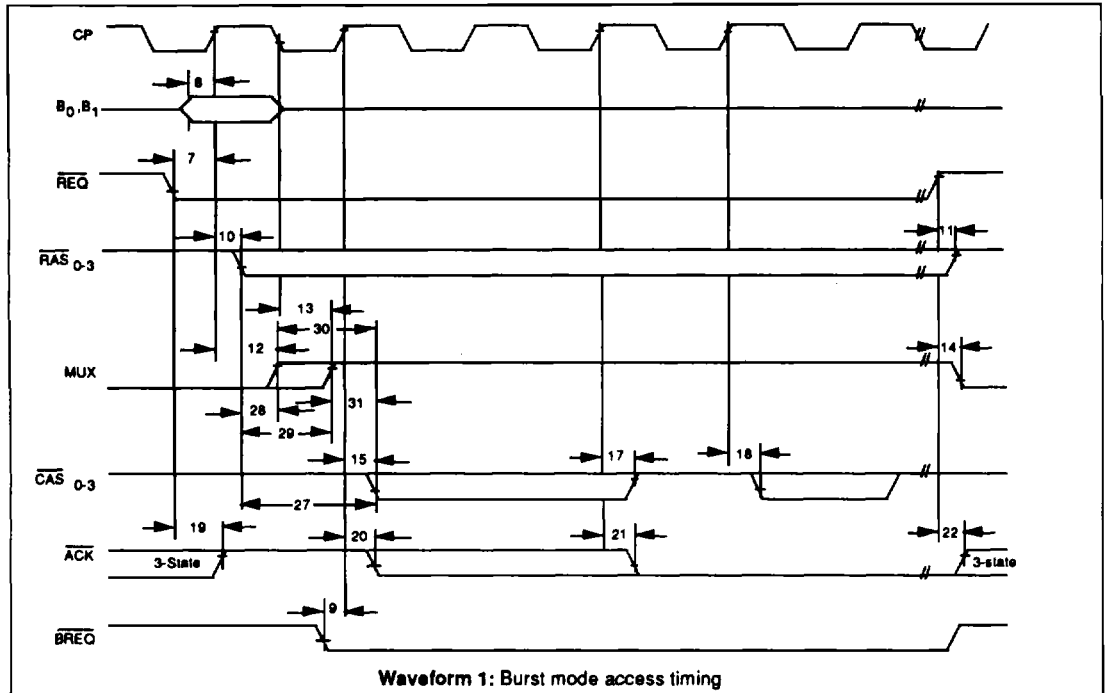 CP
8
B0,B1
7
REQ
10
11
RAS 0-3
13
30
12
14
MUX
28
31
29
15
17
18
CAS 0-3
27
19
20
21
22
ACK
3-State
3-state
9
BREQ
Waveform 1: Burst mode access timing